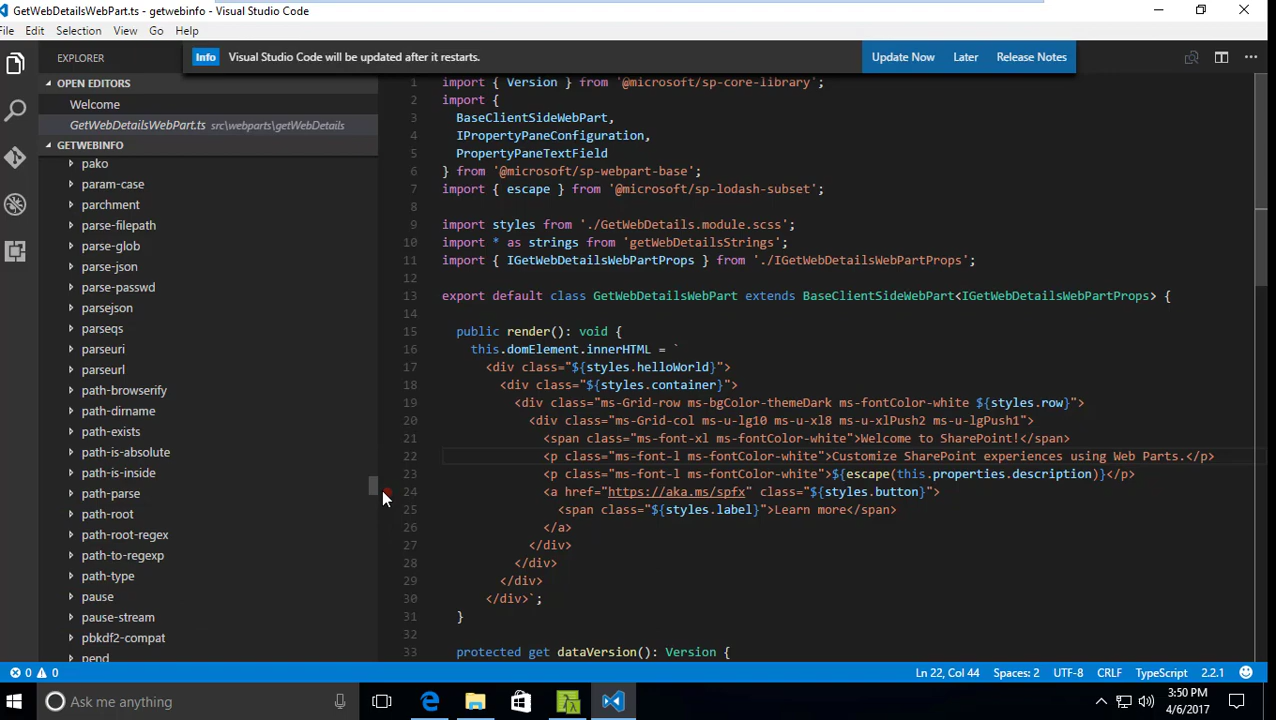 GetWebDetailsWebPart.ts - getwebinfo - Visual Studio Code
File Edit Selection View Go Help
EXPLORER
Info Visual Studio Code will be updated after it restarts. Update Now Later Release Notes
OPEN EDITORS
Welcome
GetWebDetailsWebPart.ts src\webparts\getWebDetails
GETWEBINFO
pako
param-case
parchment
parse-filepath
parse-glob
parse-json
parse-passwd
parsejson
parseqs
parseuri
parseurl
path-browserify
path-dirname
path-exists
path-is-absolute
path-is-inside
path-parse
path-root
path-root-regex
path-to-regexp
path-type
pause
pause-stream
pbkdf2-compat
pend
1 import { Version } from '@microsoft/sp-core-library';
2 import {
3 BaseClientSideWebPart,
4 IPropertyPaneConfiguration,
5 PropertyPaneTextField
6 } from '@microsoft/sp-webpart-base';
7 import { escape } from '@microsoft/sp-lodash-subset';
8
9 import styles from './GetWebDetails.module.scss';
10 import * as strings from 'getWebDetailsStrings';
11 import { IGetWebDetailsWebPartProps } from './IGetWebDetailsWebPartProps';
12
13 export default class GetWebDetailsWebPart extends BaseClientSideWebPart<IGetWebDetailsWebPartProps> {
14
15 public render(): void {
16 this.domElement.innerHTML = `
17 <div class="${styles.helloWorld}">
18 <div class="${styles.container}">
19 <div class="ms-Grid-row ms-bgColor-themeDark ms-fontColor-white ${styles.row}">
20 <div class="ms-Grid-col ms-u-lg10 ms-u-xl8 ms-u-xlPush2 ms-u-lgPush1">
21 <span class="ms-font-xl ms-fontColor-white">Welcome to SharePoint!</span>
22 <p class="ms-font-l ms-fontColor-white">Customize SharePoint experiences using Web Parts.</p>
23 <p class="ms-font-l ms-fontColor-white">${escape(this.properties.description)}</p>
24 <a href="https://aka.ms/spfx" class="${styles.button}">
25 <span class="${styles.label}">Learn more</span>
26 </a>
27 </div>
28 </div>
29 </div>
30 </div>`;
31 }
32
33 protected get dataVersion(): Version {
0 0 Ln 22, Col 44 Spaces: 2 UTF-8 CRLF TypeScript 2.2.1
Ask me anything
3:50 PM
4/6/2017